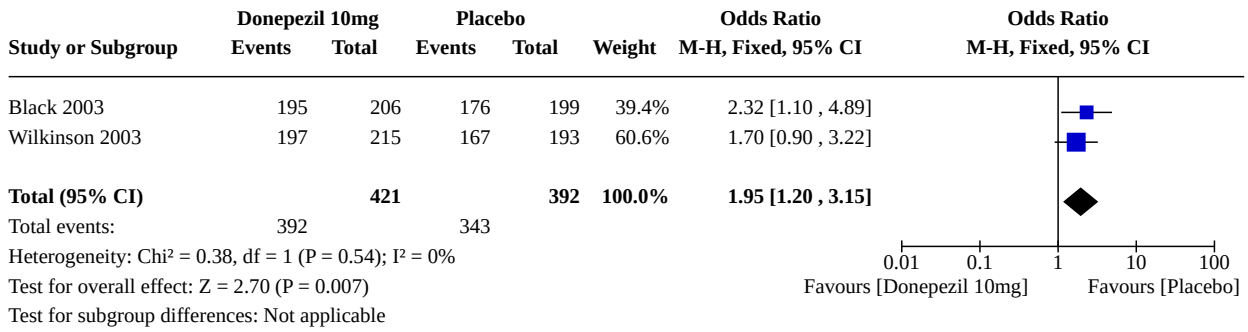 Donepezil 10mg Placebo Odds Ratio Odds Ratio
Study or Subgroup Events Total Events Total Weight M-H, Fixed, 95% CI M-H, Fixed, 95% CI
Black 2003 195 206 176 199 39.4% 2.32 [1.10 , 4.89]
Wilkinson 2003 197 215 167 193 60.6% 1.70 [0.90 , 3.22]
Total (95% CI) 421 392 100.0% 1.95 [1.20 , 3.15]
Total events: 392 343
Heterogeneity: Chi² = 0.38, df = 1 (P = 0.54); I² = 0%
0.01 0.1 1 10 100
Test for overall effect: Z = 2.70 (P = 0.007)
Favours [Donepezil 10mg] Favours [Placebo]
Test for subgroup differences: Not applicable